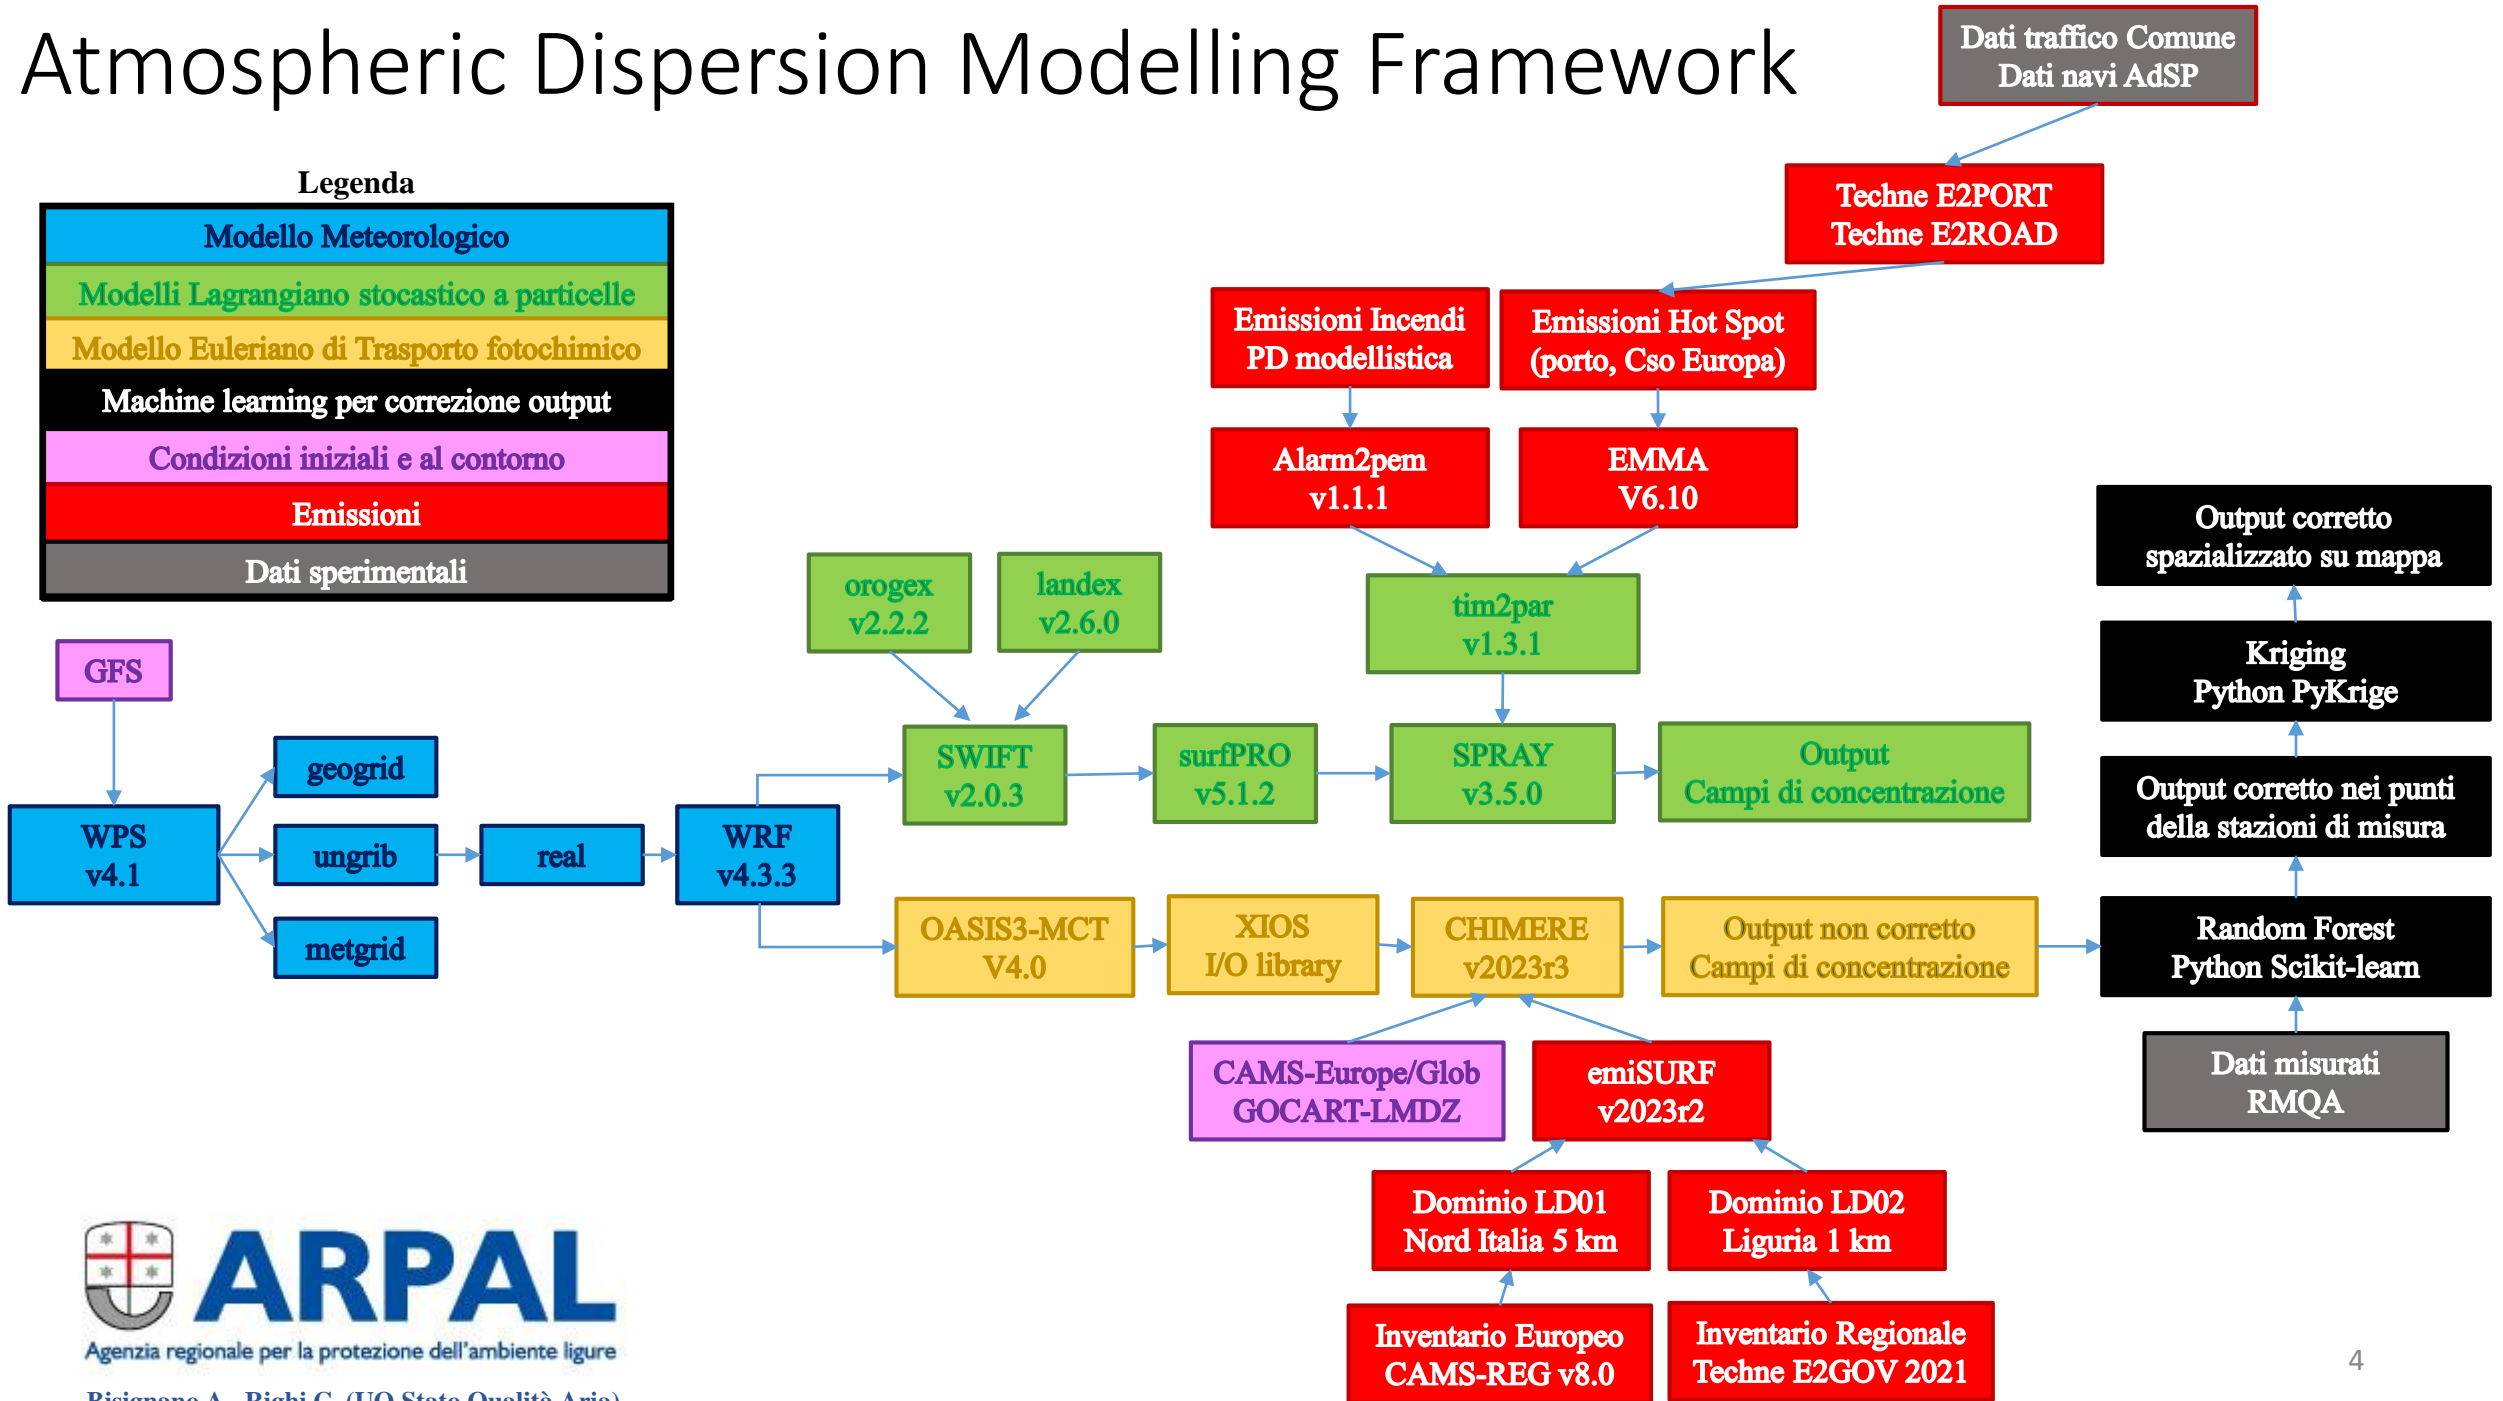 Atmospheric Dispersion Modelling Framework
Dati traffico Comune
Dati navi AdSP
Techne E2PORT
Techne E2ROAD
Legenda
Modello Meteorologico
Modelli Lagrangiano stocastico a particelle
Modello Euleriano di Trasporto fotochimico
Machine learning per correzione output
Condizioni iniziali e al contorno
Emissioni
Dati sperimentali
Emissioni Incendi
PD modellistica
Emissioni Hot Spot
(porto, Cso Europa)
Alarm2pem
v1.1.1
EMMA
V6.10
orogex
v2.2.2
landex
v2.6.0
tim2par
v1.3.1
Output corretto
spazializzato su mappa
Kriging
Python PyKrige
GFS
WPS
v4.1
geogrid
ungrib
metgrid
real
WRF
v4.3.3
SWIFT
v2.0.3
surfPRO
v5.1.2
SPRAY
v3.5.0
Output
Campi di concentrazione
Output corretto nei punti
della stazioni di misura
OASIS3-MCT
V4.0
XIOS
I/O library
CHIMERE
v2023r3
Output non corretto
Campi di concentrazione
Random Forest
Python Scikit-learn
CAMS-Europe/Glob
GOCART-LMDZ
emiSURF
v2023r2
Dati misurati
RMQA
Dominio LD01
Nord Italia 5 km
Dominio LD02
Liguria 1 km
Inventario Europeo
CAMS-REG v8.0
Inventario Regionale
Techne E2GOV 2021
ARPAL
Agenzia regionale per la protezione dell'ambiente ligure
Bisignano A., Righi C. (UO Stato Qualità Aria)
4